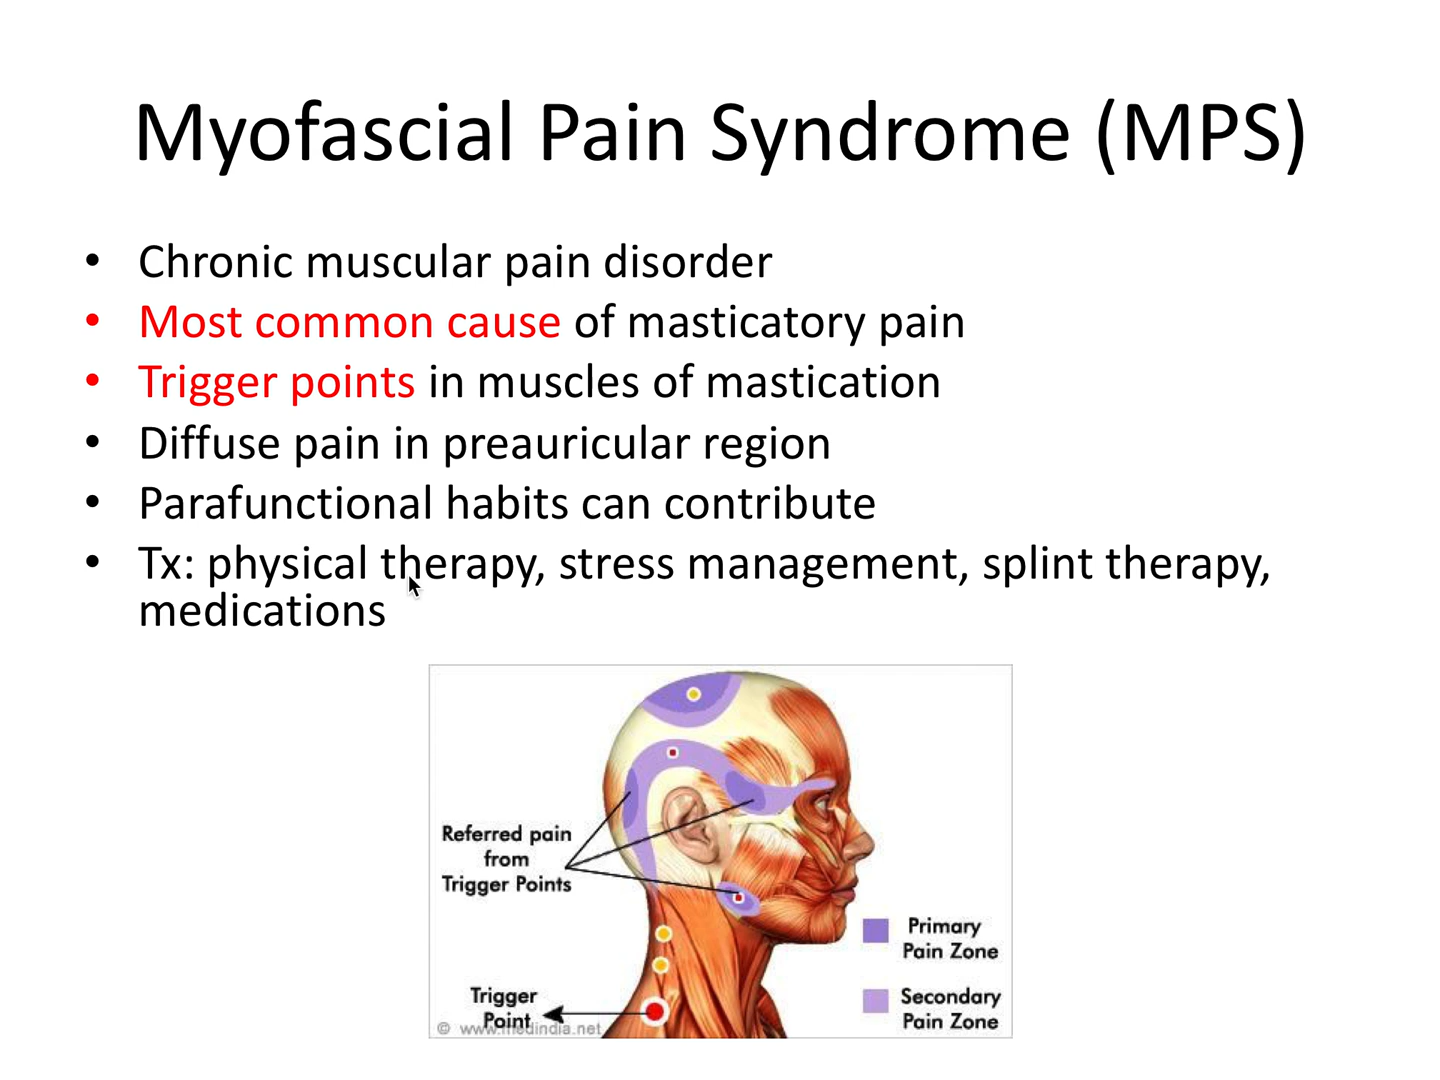 Myofascial Pain Syndrome (MPS)
• Chronic muscular pain disorder
• Most common cause of masticatory pain
• Trigger points in muscles of mastication
• Diffuse pain in preauricular region
• Parafunctional habits can contribute
• Tx: physical therapy, stress management, splint therapy,
medications
Referred pain
from
Trigger Points
Primary
Pain Zone
Secondary
Pain Zone
Trigger
Point
© www.medindia.net